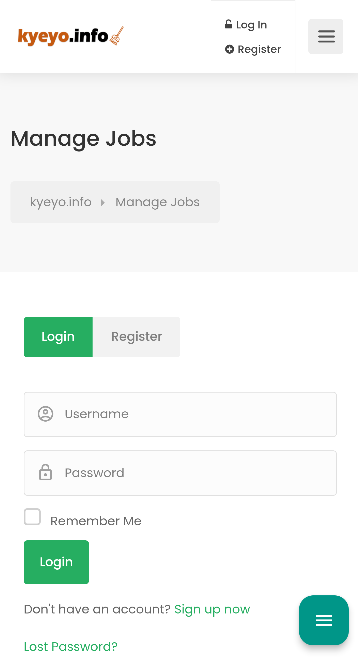 kyeyo.info
Log In
Register
Manage Jobs
kyeyo.info Manage Jobs
Login Register
Username
Password
Remember Me
Login
Don't have an account? Sign up now
Lost Password?